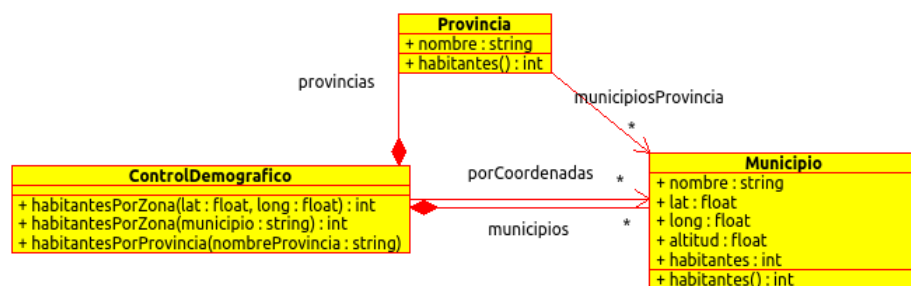 Provincia
+ nombre : string
+ habitantes() : int
provincias
municipiosProvincia
*
ControlDemografico
+ habitantesPorZona(lat : float, long : float) : int
+ habitantesPorZona(municipio : string) : int
+ habitantesPorProvincia(nombreProvincia : string)
porCoordenadas
*
municipios
*
Municipio
+ nombre : string
+ lat : float
+ long : float
+ altitud : float
+ habitantes : int
+ habitantes() : int